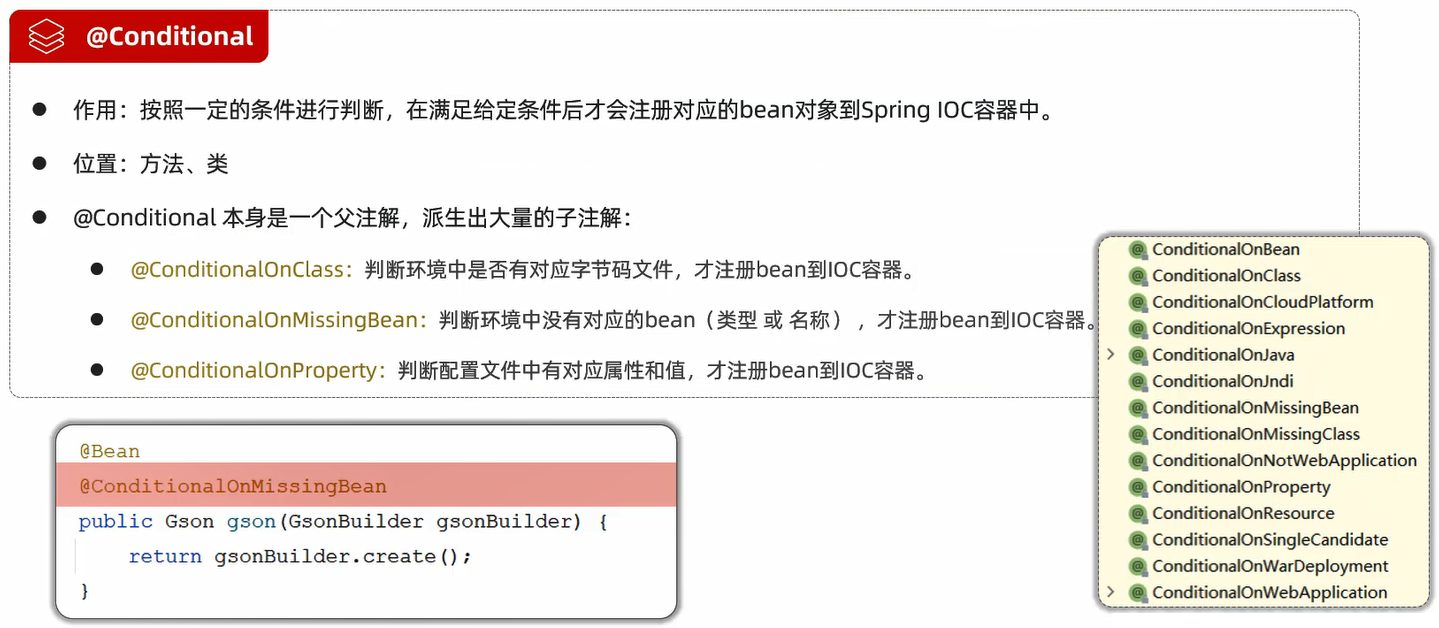 @Conditional
作用：按照一定的条件进行判断，在满足给定条件后才会注册对应的bean对象到Spring IOC容器中。
位置：方法、类
@Conditional 本身是一个父注解，派生出大量的子注解：
@ConditionalOnClass：判断环境中是否有对应字节码文件，才注册bean到IOC容器。
@ConditionalOnMissingBean：判断环境中没有对应的bean（类型 或 名称） ，才注册bean到IOC容器。
@ConditionalOnProperty：判断配置文件中有对应属性和值，才注册bean到IOC容器。
@Bean
@ConditionalOnMissingBean
public Gson gson(GsonBuilder gsonBuilder) {
    return gsonBuilder.create();
}
ConditionalOnBean
ConditionalOnClass
ConditionalOnCloudPlatform
ConditionalOnExpression
ConditionalOnJava
ConditionalOnJndi
ConditionalOnMissingBean
ConditionalOnMissingClass
ConditionalOnNotWebApplication
ConditionalOnProperty
ConditionalOnResource
ConditionalOnSingleCandidate
ConditionalOnWarDeployment
ConditionalOnWebApplication